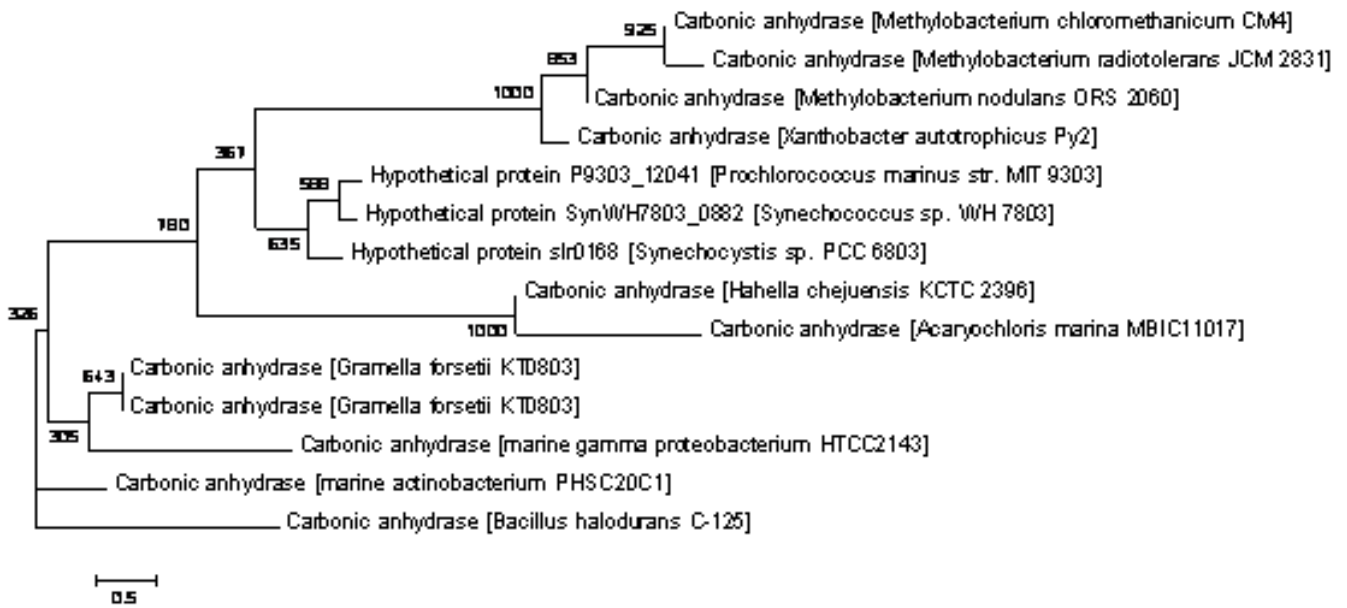 925
Carbonic anhydrase [Methylobacterium chloromethanicum CM4]
853
Carbonic anhydrase [Methylobacterium radiotolerans JCM 2831]
1000
Carbonic anhydrase [Methylobacterium nodulans ORS 2060]
Carbonic anhydrase [Xanthobacter autotrophicus Py2]
367
588
Hypothetical protein P9303_12041 [Prochlorococcus marinus str. MIT 9303]
780
Hypothetical protein SynWH7803_0882 [Synechococcus sp. WH 7803]
635
Hypothetical protein slr0168 [Synechocystis sp. PCC 6803]
Carbonic anhydrase [Hahella chejuensis KCTC 2396]
326
1000
Carbonic anhydrase [Acaryochloris marina MBIC11017]
Carbonic anhydrase [Gramella forsetii KT0803]
643
Carbonic anhydrase [Gramella forsetii KT0803]
305
Carbonic anhydrase [marine gamma proteobacterium HTCC2143]
Carbonic anhydrase [marine actinobacterium PHSC20C1]
Carbonic anhydrase [Bacillus halodurans C-125]
0.5